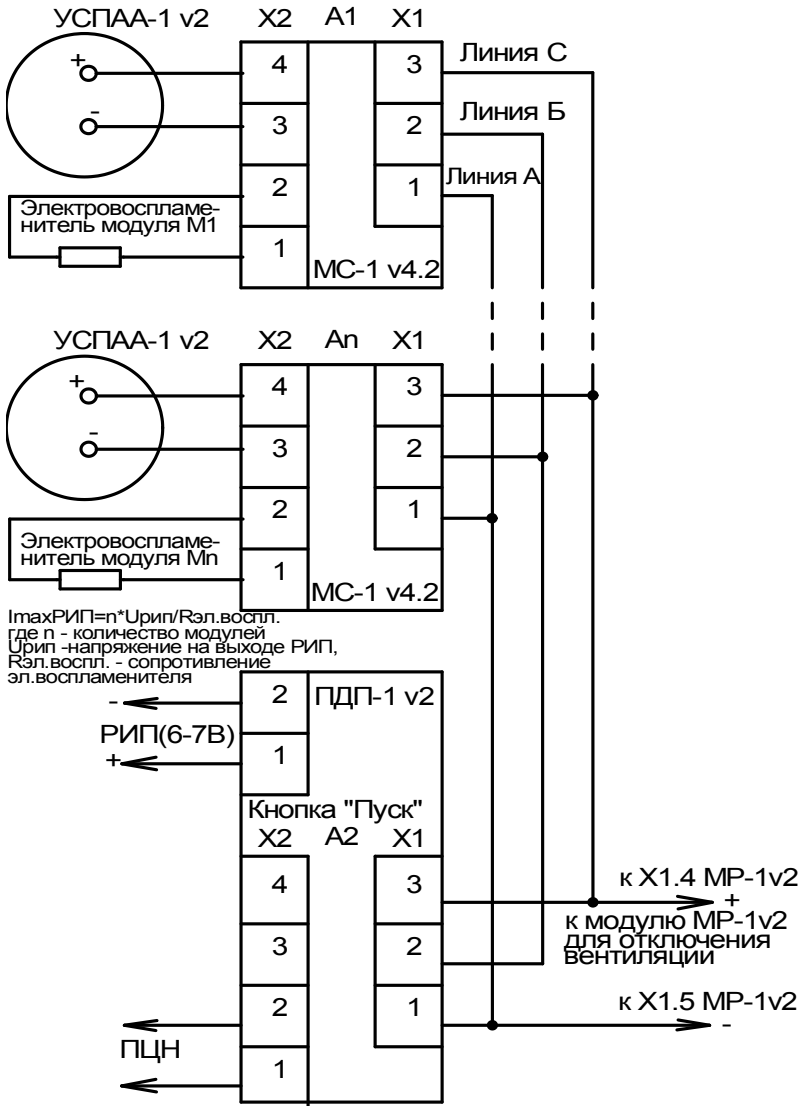 УСПАА-1 v2 X2 A1 X1
+ 4 3 Линия С
- 3 2 Линия Б
2 1 Линия А
Электровоспламе-
нитель модуля М1
1
МС-1 v4.2
УСПАА-1 v2 X2 An X1
+ 4 3
- 3 2
2 1
Электровоспламе-
нитель модуля Мn
1
МС-1 v4.2
ImaxРИП=n*Uрип/Rэл.воспл.
где n - количество модулей
Uрип -напряжение на выходе РИП,
Rэл.воспл. - сопротивление
эл.воспламенителя
- 2 ПДП-1 v2
РИП(6-7В)
+ 1
Кнопка "Пуск"
X2 A2 X1
4 3 к Х1.4 МР-1v2
+
к модулю МР-1v2
для отключения
вентиляции
3 2
2 1 к Х1.5 МР-1v2
-
ПЦН
1